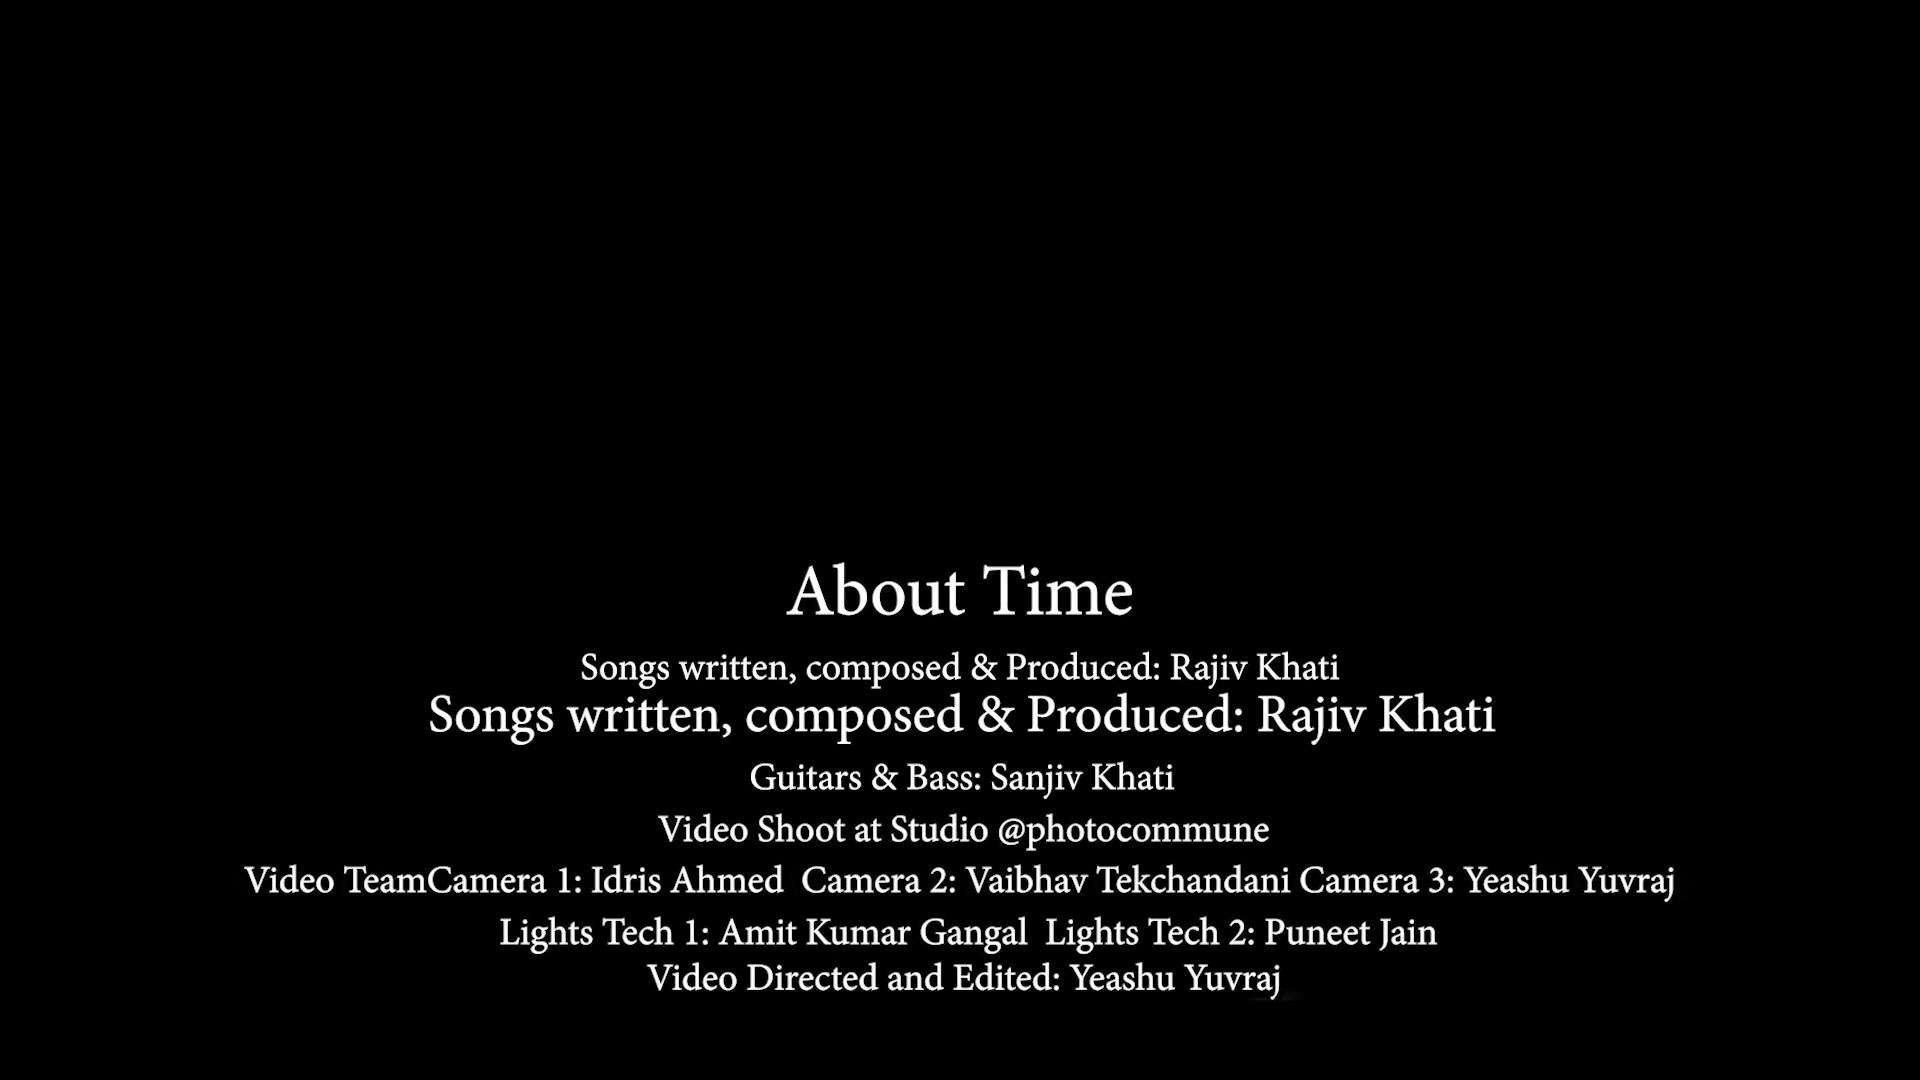 About Time
Songs written, composed & Produced: Rajiv Khati
Songs written, composed & Produced: Rajiv Khati
Guitars & Bass: Sanjiv Khati
Video Shoot at Studio @photocommune
Video TeamCamera 1: Idris Ahmed  Camera 2: Vaibhav Tekchandani Camera 3: Yeashu Yuvraj
Lights Tech 1: Amit Kumar Gangal  Lights Tech 2: Puneet Jain
Video Directed and Edited: Yeashu Yuvraj